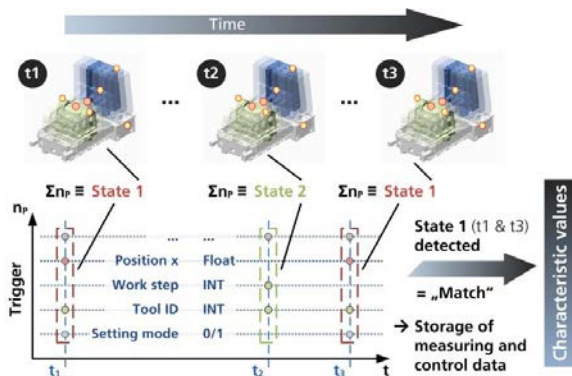 Time
t1
...
t2
...
t3
Σnₚ ≡ State 1
Σnₚ ≡ State 2
Σnₚ ≡ State 1
nₚ
Trigger
... ...
Position x Float
Work step INT
Tool ID INT
Setting mode 0/1
t₁
t₂
t₃
t
State 1 (t1 & t3)
detected
= „Match“
→ Storage of
measuring and
control data
Characteristic values